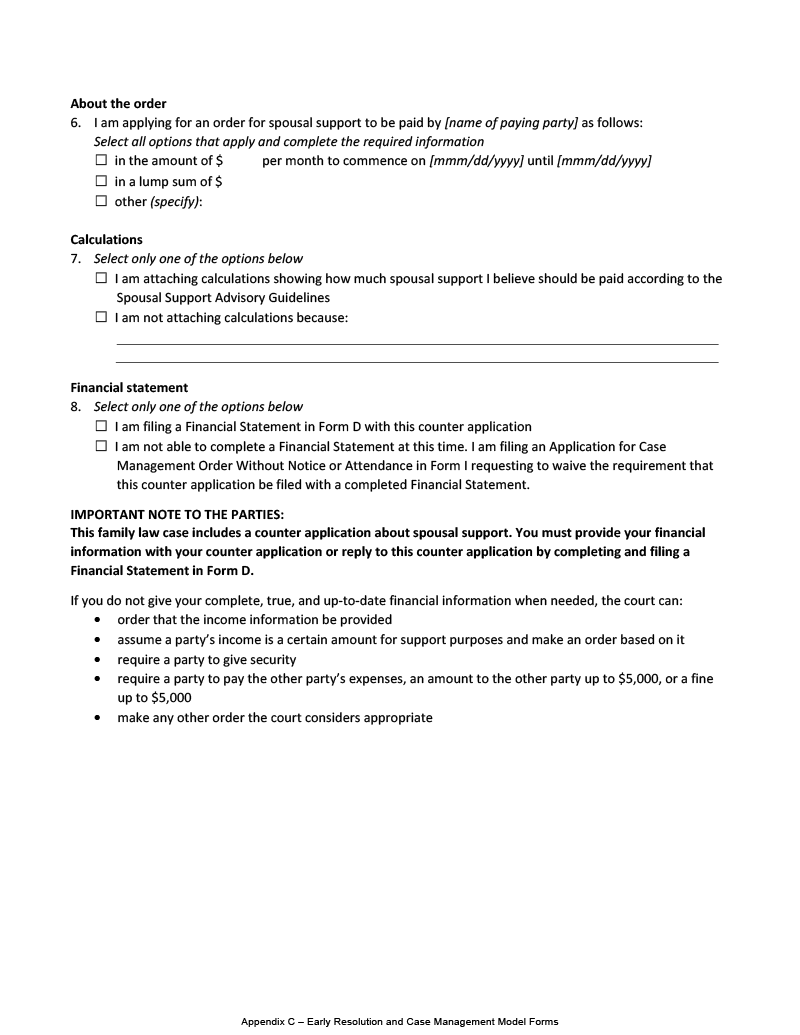 About the order
6. I am applying for an order for spousal support to be paid by [name of paying party] as follows:
Select all options that apply and complete the required information
☐ in the amount of $ per month to commence on [mmm/dd/yyyy] until [mmm/dd/yyyy]
☐ in a lump sum of $
☐ other (specify):
Calculations
7. Select only one of the options below
☐ I am attaching calculations showing how much spousal support I believe should be paid according to the
Spousal Support Advisory Guidelines
☐ I am not attaching calculations because:
Financial statement
8. Select only one of the options below
☐ I am filing a Financial Statement in Form D with this counter application
☐ I am not able to complete a Financial Statement at this time. I am filing an Application for Case
Management Order Without Notice or Attendance in Form I requesting to waive the requirement that
this counter application be filed with a completed Financial Statement.
IMPORTANT NOTE TO THE PARTIES:
This family law case includes a counter application about spousal support. You must provide your financial
information with your counter application or reply to this counter application by completing and filing a
Financial Statement in Form D.
If you do not give your complete, true, and up-to-date financial information when needed, the court can:
• order that the income information be provided
• assume a party’s income is a certain amount for support purposes and make an order based on it
• require a party to give security
• require a party to pay the other party’s expenses, an amount to the other party up to $5,000, or a fine
up to $5,000
• make any other order the court considers appropriate
Appendix C – Early Resolution and Case Management Model Forms